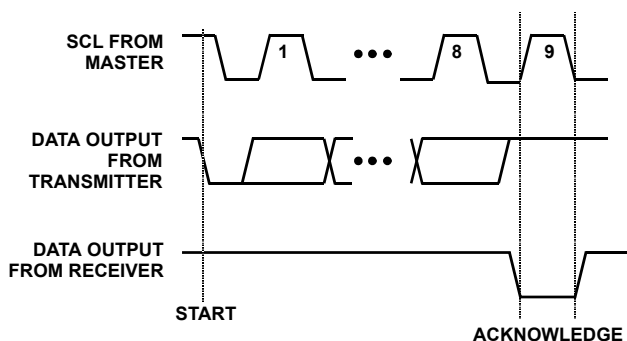 SCL FROM
MASTER
1
8
9
DATA OUTPUT
FROM
TRANSMITTER
DATA OUTPUT
FROM RECEIVER
START
ACKNOWLEDGE